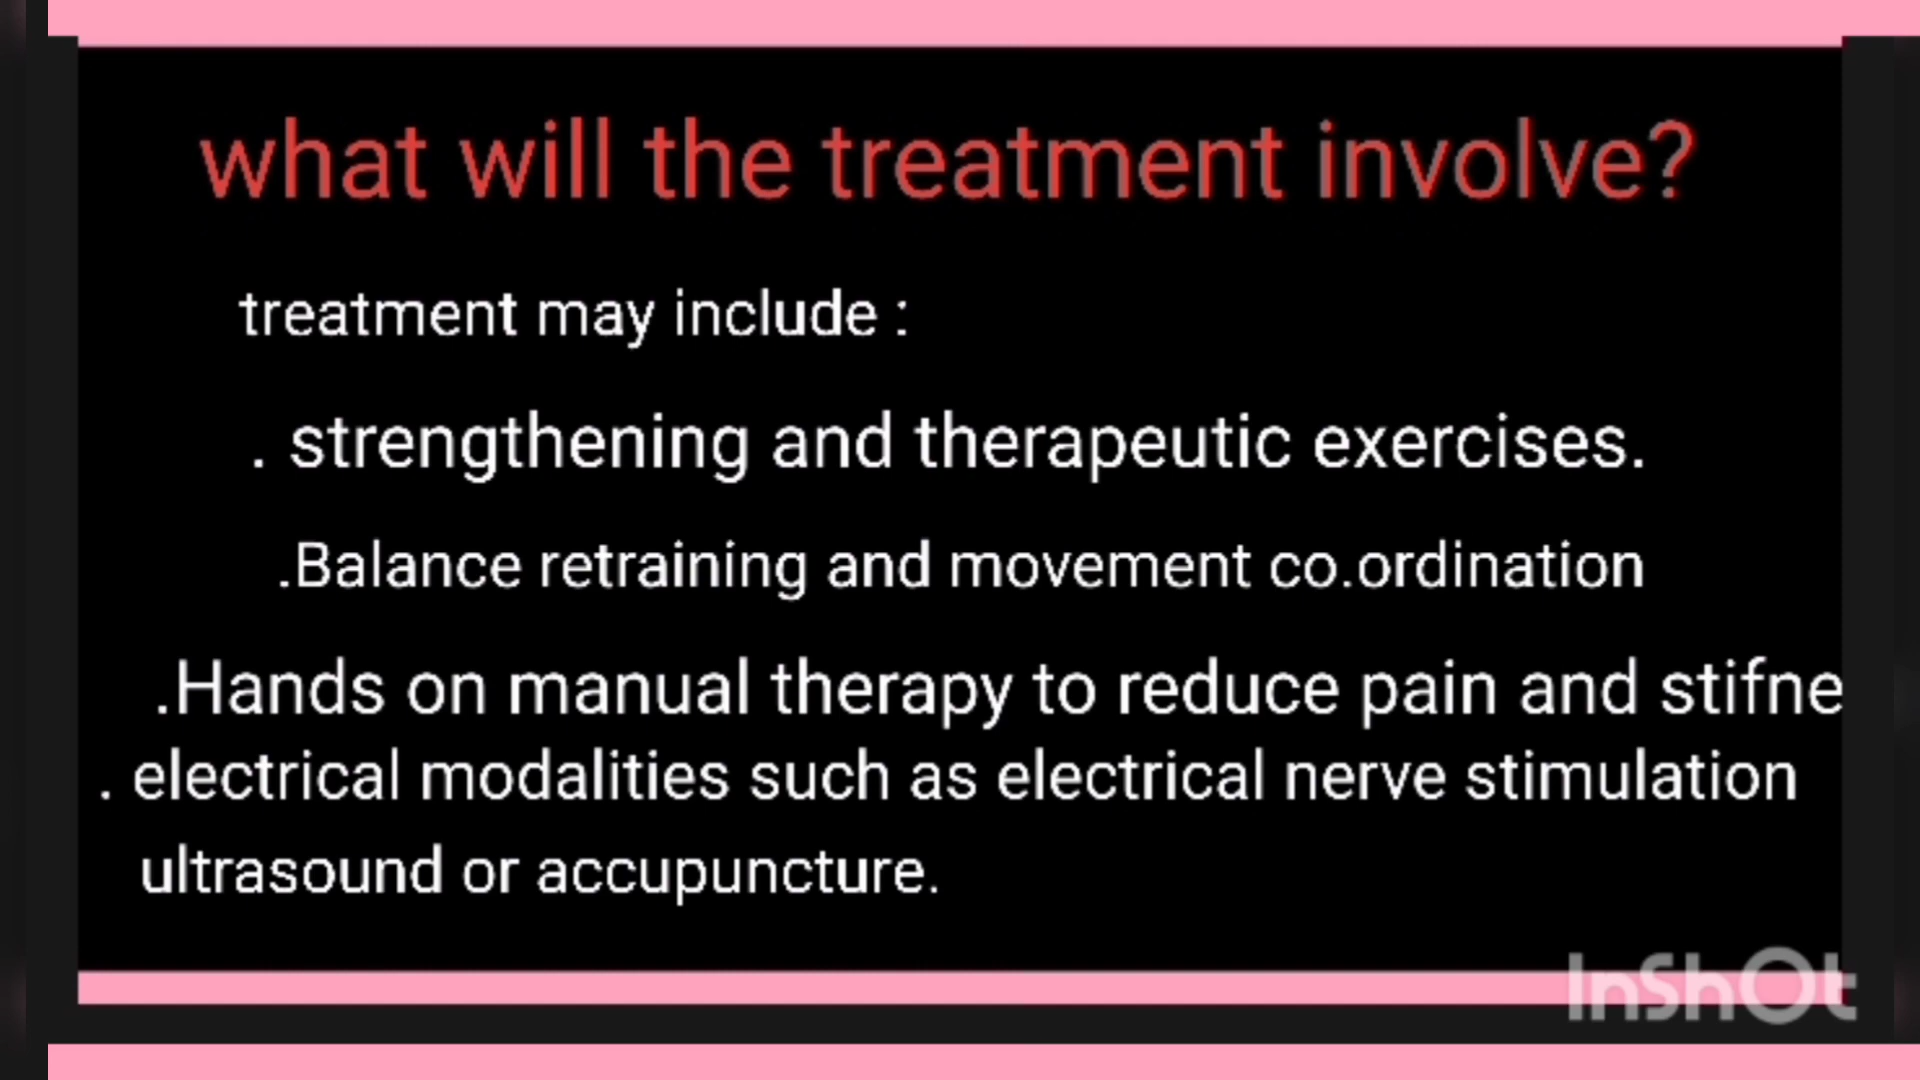 what will the treatment involve?
treatment may include :
. strengthening and therapeutic exercises.
.Balance retraining and movement co.ordination
.Hands on manual therapy to reduce pain and stifne
. electrical modalities such as electrical nerve stimulation
ultrasound or accupuncture.
InShOt